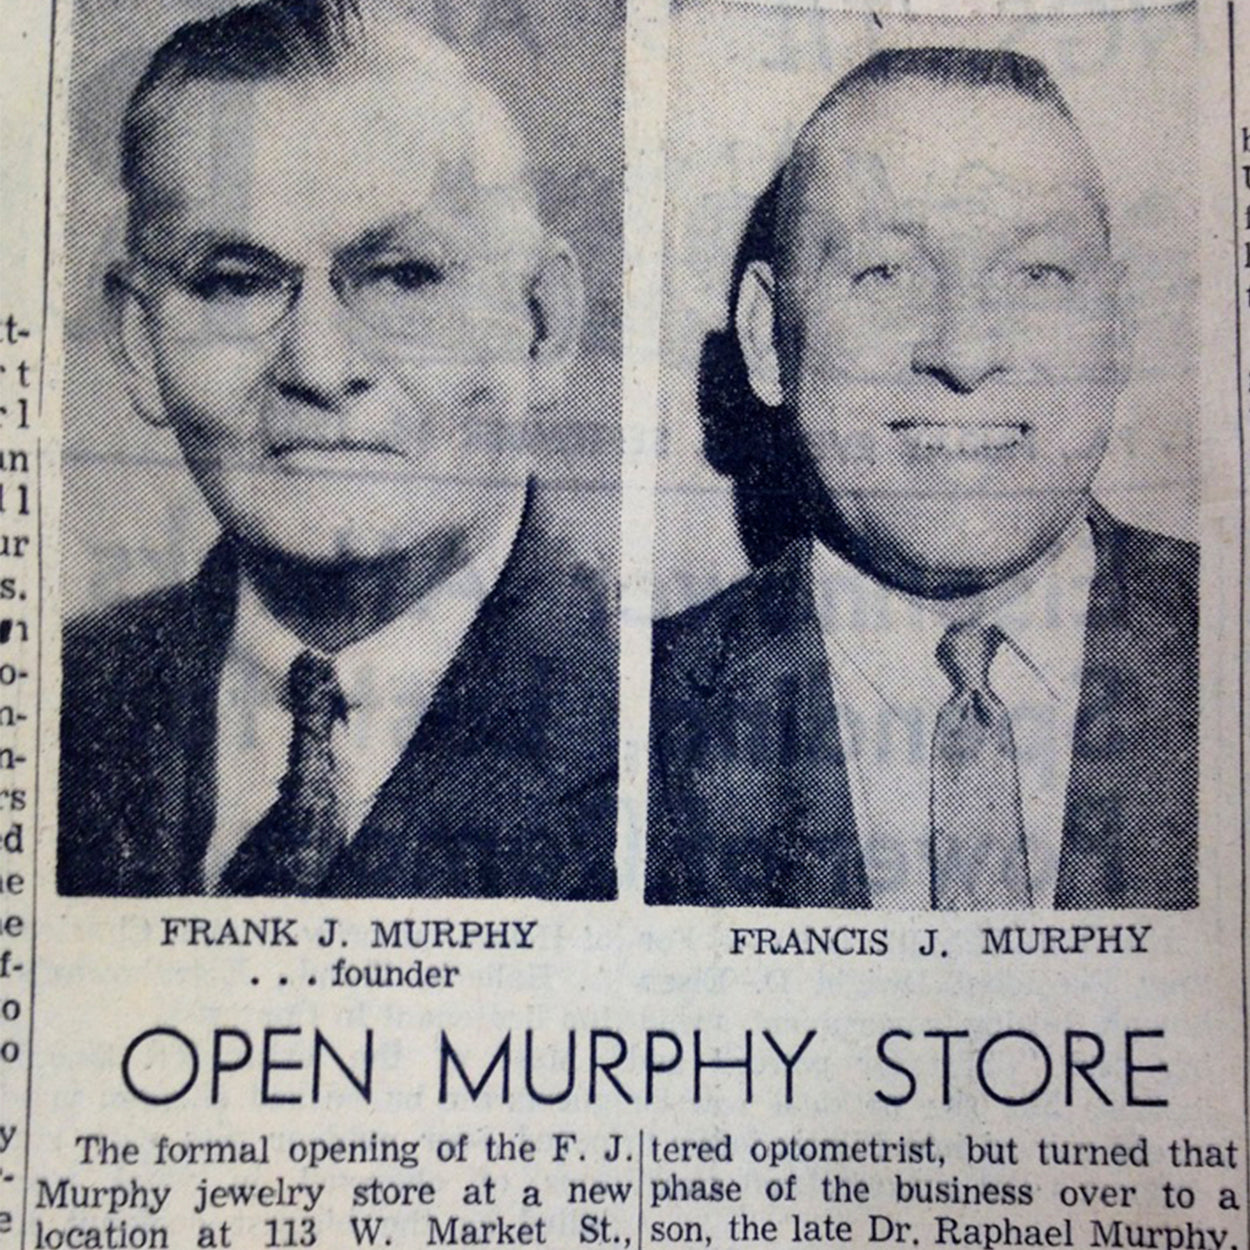 FRANK J. MURPHY
. . . founder
FRANCIS J. MURPHY
OPEN MURPHY STORE
The formal opening of the F. J.
Murphy jewelry store at a new
location at 113 W. Market St.,
tered optometrist, but turned that
phase of the business over to a
son, the late Dr. Raphael Murphy.